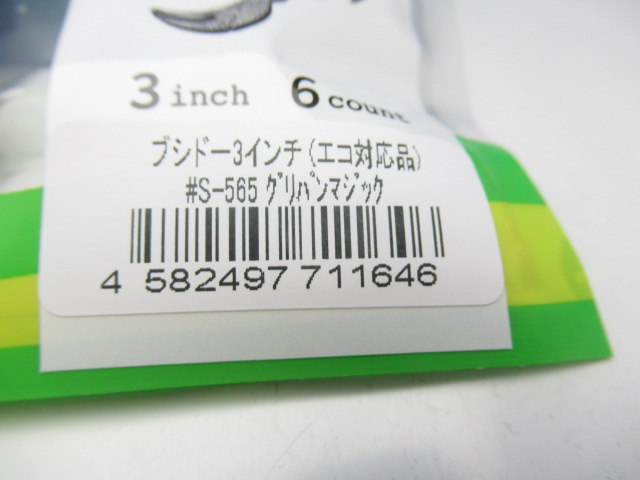 3 inch 6 count
ブシドー3インチ(エコ対応品)
#S-565 グリパンマジック
4 582497 711646